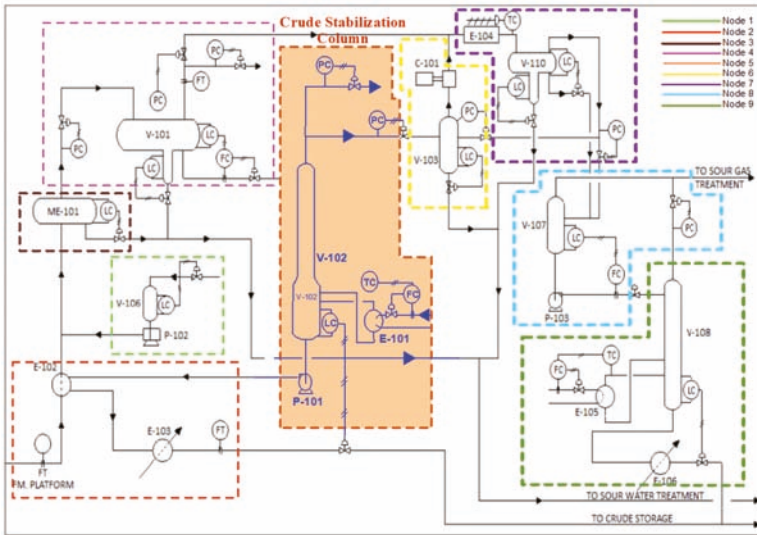 Crude Stabilization
Column
Node 1
Node 2
Node 3
Node 4
Node 5
Node 6
Node 7
Node 8
Node 9
TC
E-104
PC
FT
PC
PC
V-101
LC
FC
LC
PC
ME-101
LC
V-106
LC
P-102
E-102
E-103
FT
FT
FM. PLATFORM
PC
PC
V-102
V-102
TC
FC
LC
E-101
P-101
C-101
PC
V-103
LC
V-110
LC
LC
PC
TO SOUR GAS
TREATMENT
V-107
LC
FC
PC
P-103
V-108
TC
FC
E-105
LC
E-106
TO SOUR WATER TREATMENT
TO CRUDE STORAGE